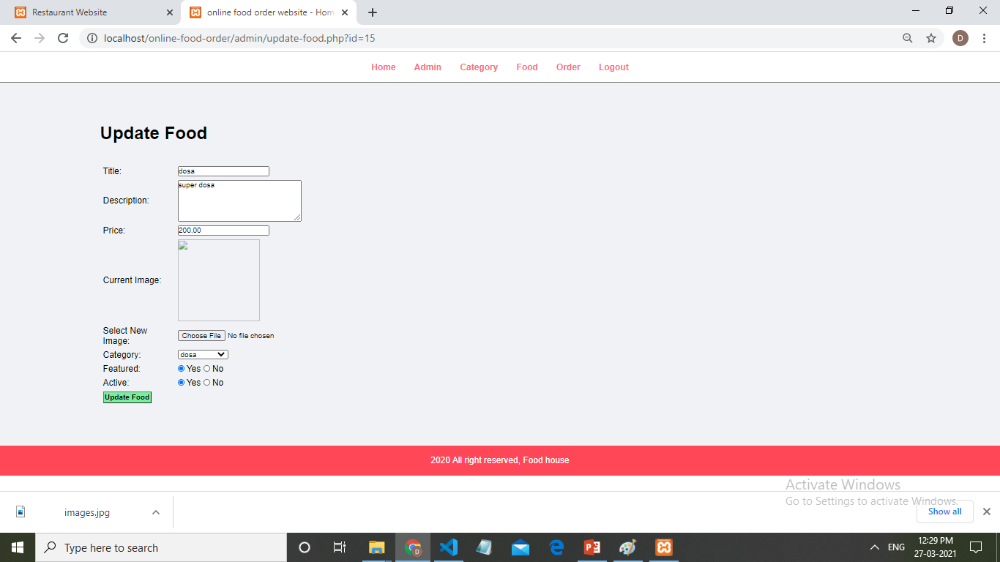 Restaurant Website
online food order website - Hom
localhost/online-food-order/admin/update-food.php?id=15
D
Home Admin Category Food Order Logout
Update Food
Title: dosa
Description: super dosa
Price: 200.00
Current Image:
Select New
Image: Choose File No file chosen
Category: dosa
Featured: Yes No
Active: Yes No
Update Food
2020 All right reserved, Food house
Activate Windows
Go to Settings to activate Windows.
images.jpg
Show all
Type here to search
D
ENG
12:29 PM
27-03-2021